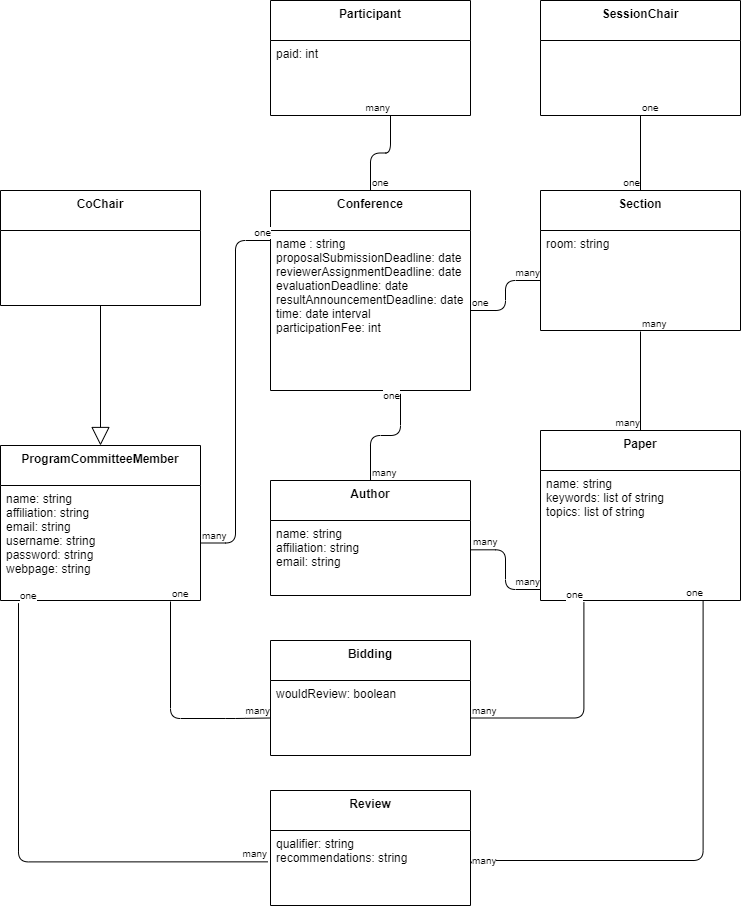 Participant
paid: int
many
one
SessionChair
one
one
CoChair
Conference
name : string
proposalSubmissionDeadline: date
reviewerAssignmentDeadline: date
evaluationDeadline: date
resultAnnouncementDeadline: date
time: date interval
participationFee: int
one
one
one
Section
room: string
many
many
many
ProgramCommitteeMember
name: string
affiliation: string
email: string
username: string
password: string
webpage: string
many
one
one
many
Author
name: string
affiliation: string
email: string
many
many
Paper
name: string
keywords: list of string
topics: list of string
one
one
Bidding
wouldReview: boolean
many
many
Review
qualifier: string
recommendations: string
many
many